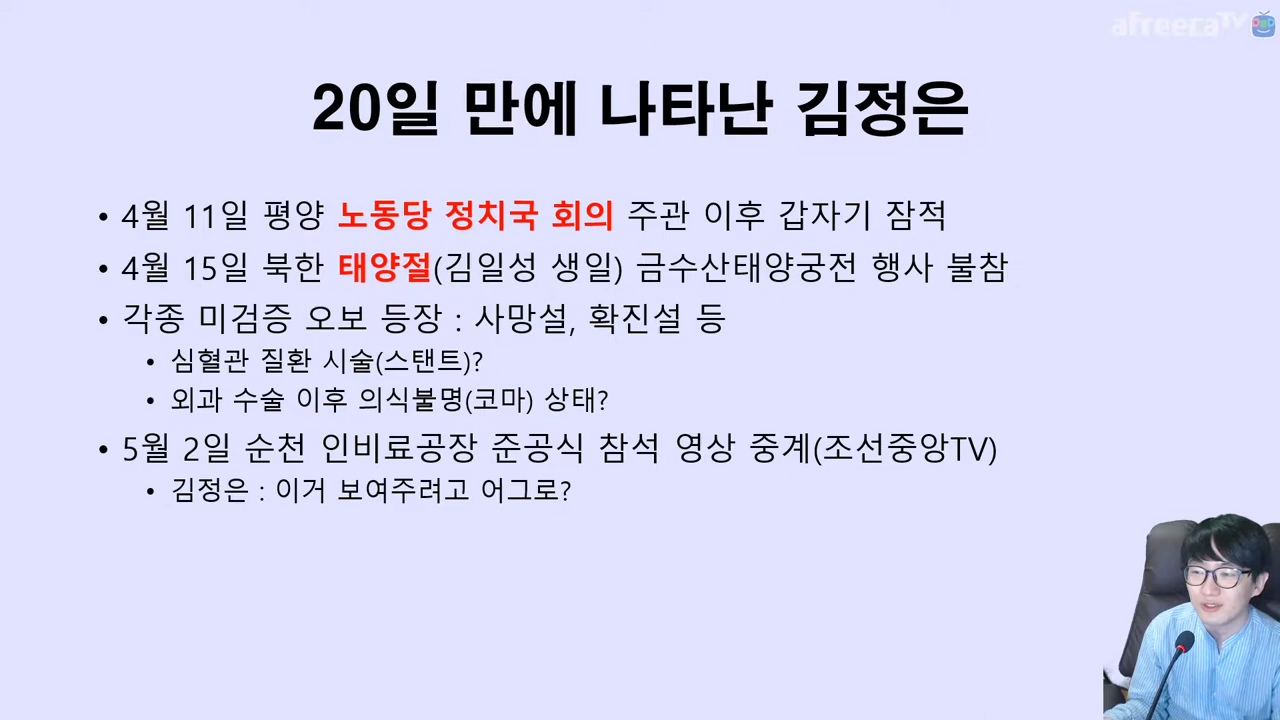 afreecaTV
20일 만에 나타난 김정은
• 4월 11일 평양 노동당 정치국 회의 주관 이후 갑자기 잠적
• 4월 15일 북한 태양절(김일성 생일) 금수산태양궁전 행사 불참
• 각종 미검증 오보 등장 : 사망설, 확진설 등
• 심혈관 질환 시술(스탠트)?
• 외과 수술 이후 의식불명(코마) 상태?
• 5월 2일 순천 인비료공장 준공식 참석 영상 중계(조선중앙TV)
• 김정은 : 이거 보여주려고 어그로?